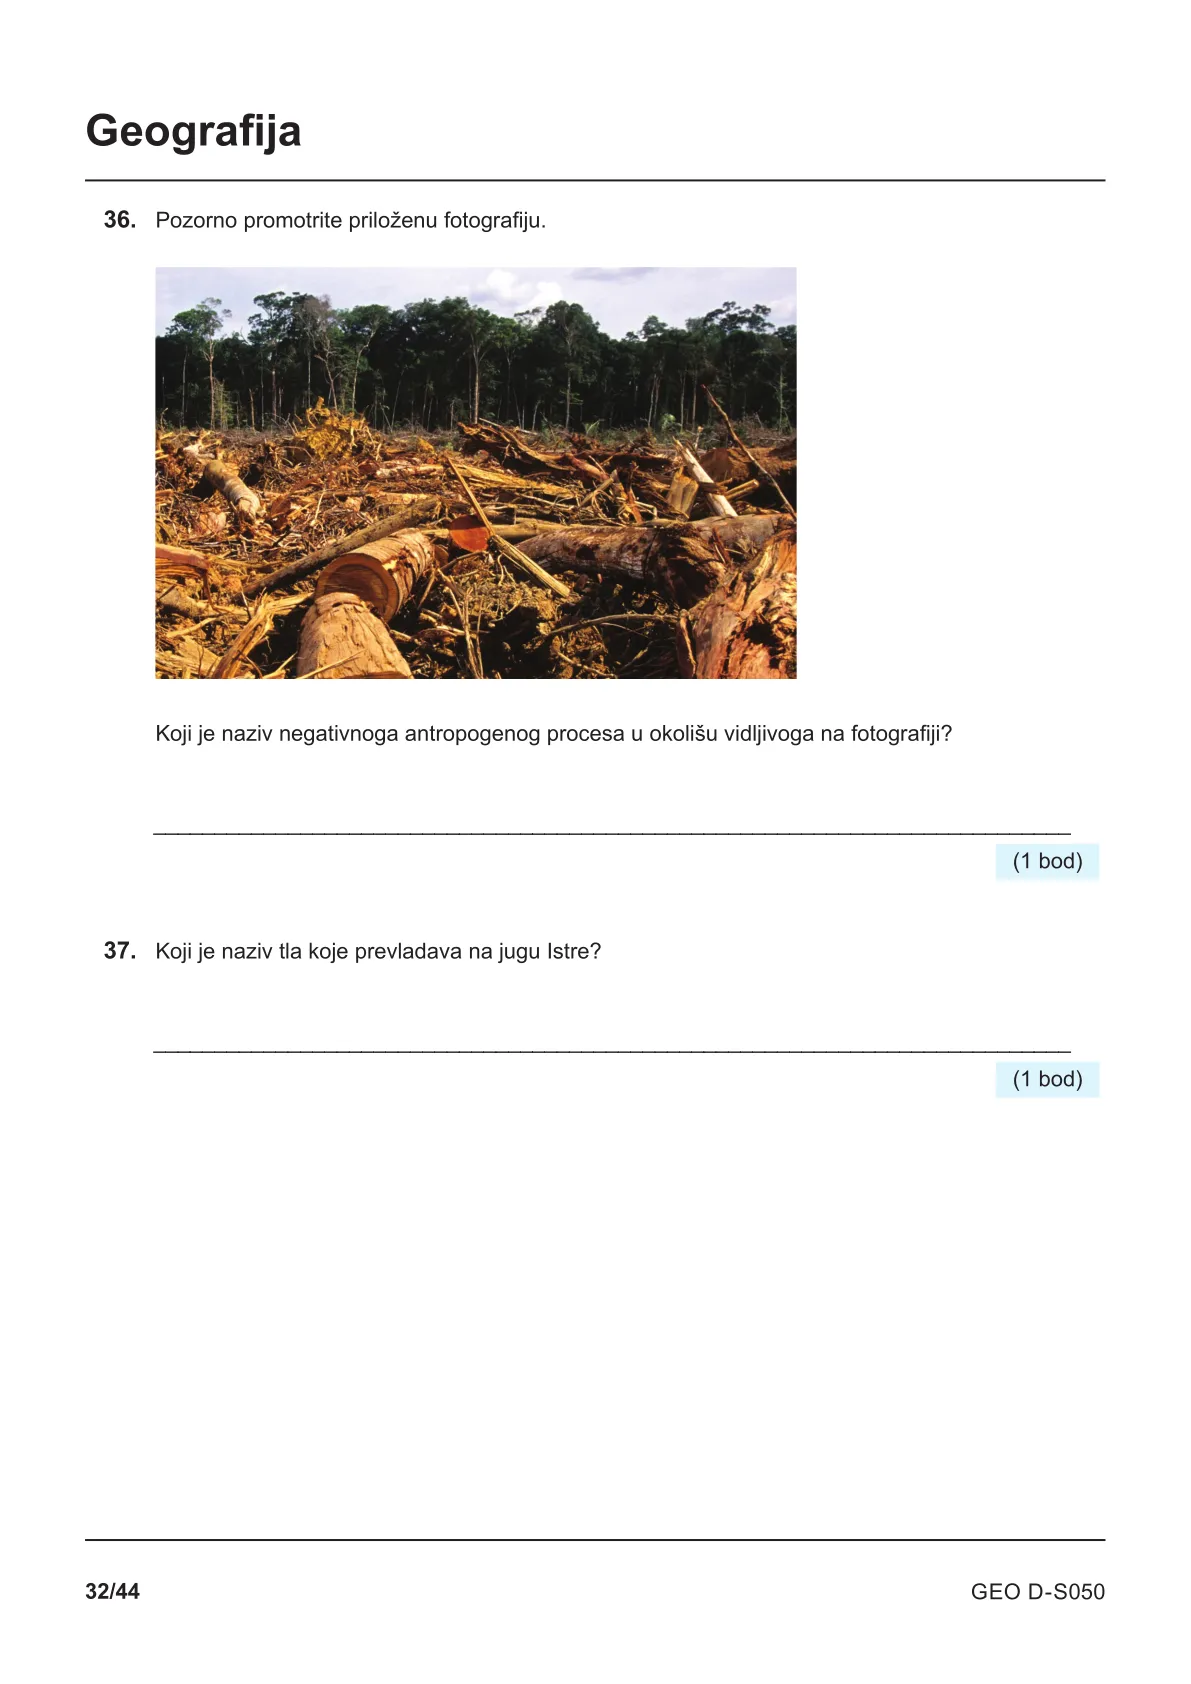 Geografija
36. Pozorno promotrite priloženu fotografiju.
Koji je naziv negativnoga antropogenog procesa u okolišu vidljivoga na fotografiji?
(1 bod)
37. Koji je naziv tla koje prevladava na jugu Istre?
(1 bod)
32/44
GEO D-S050